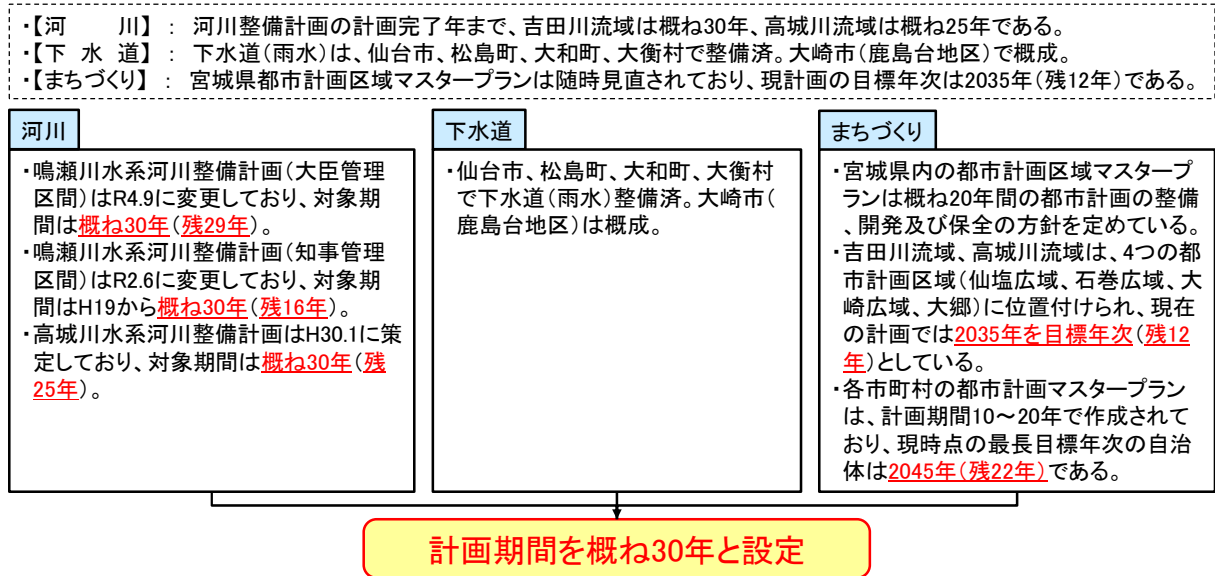 ・【河　　川】 ： 河川整備計画の計画完了年まで、吉田川流域は概ね30年、高城川流域は概ね25年である。
・【下 水 道】 ： 下水道(雨水)は、仙台市、松島町、大和町、大衡村で整備済。大崎市(鹿島台地区)で概成。
・【まちづくり】 ： 宮城県都市計画区域マスタープランは随時見直されており、現計画の目標年次は2035年(残12年)である。
河川
・鳴瀬川水系河川整備計画(大臣管理
区間)はR4.9に変更しており、対象期
間は概ね30年(残29年)。
・鳴瀬川水系河川整備計画(知事管理
区間)はR2.6に変更しており、対象期
間はH19から概ね30年(残16年)。
・高城川水系河川整備計画はH30.1に策
定しており、対象期間は概ね30年(残
25年)。
下水道
・仙台市、松島町、大和町、大衡村
で下水道(雨水)整備済。大崎市(
鹿島台地区)は概成。
まちづくり
・宮城県内の都市計画区域マスタープ
ランは概ね20年間の都市計画の整備
、開発及び保全の方針を定めている。
・吉田川流域、高城川流域は、4つの都
市計画区域(仙塩広域、石巻広域、大
崎広域、大郷)に位置付けられ、現在
の計画では2035年を目標年次(残12
年)としている。
・各市町村の都市計画マスタープラン
は、計画期間10～20年で作成されて
おり、現時点の最長目標年次の自治
体は2045年(残22年)である。
計画期間を概ね30年と設定